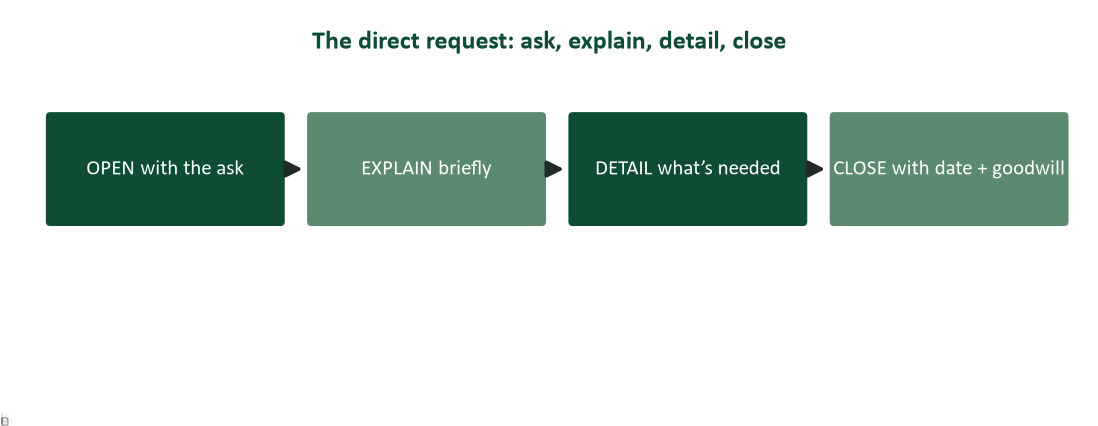 The direct request: ask, explain, detail, close
OPEN with the ask
EXPLAIN briefly
DETAIL what’s needed
CLOSE with date + goodwill